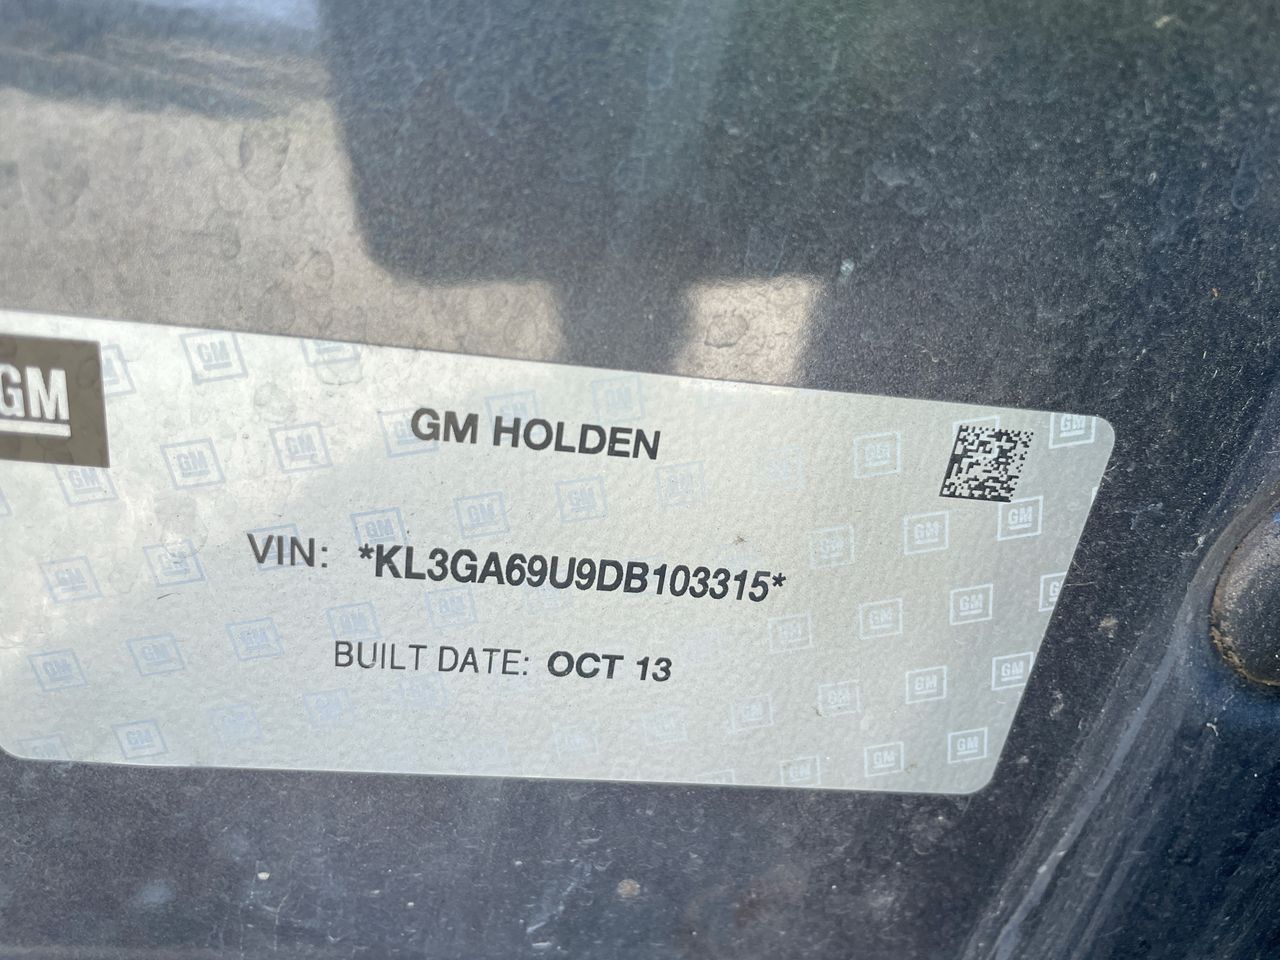 GM
GM HOLDEN
VIN: *KL3GA69U9DB103315*
BUILT DATE: OCT 13